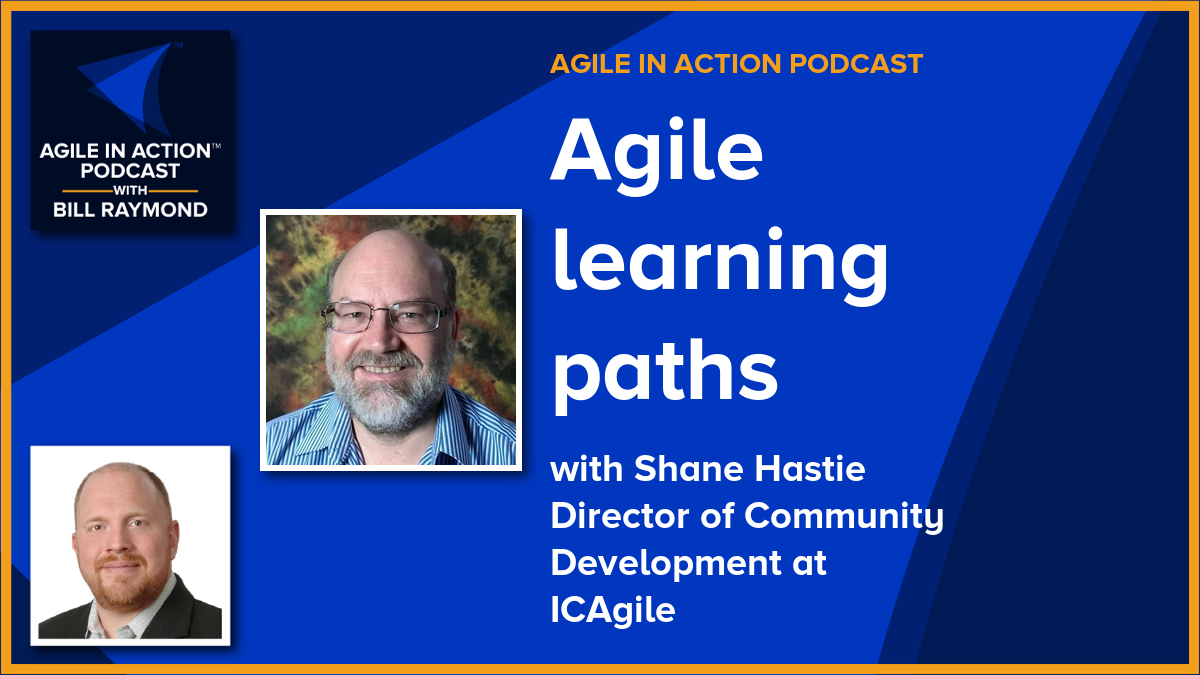 AGILE IN ACTION™
PODCAST
WITH
BILL RAYMOND
AGILE IN ACTION PODCAST
Agile
learning
paths
with Shane Hastie
Director of Community
Development at
ICAgile